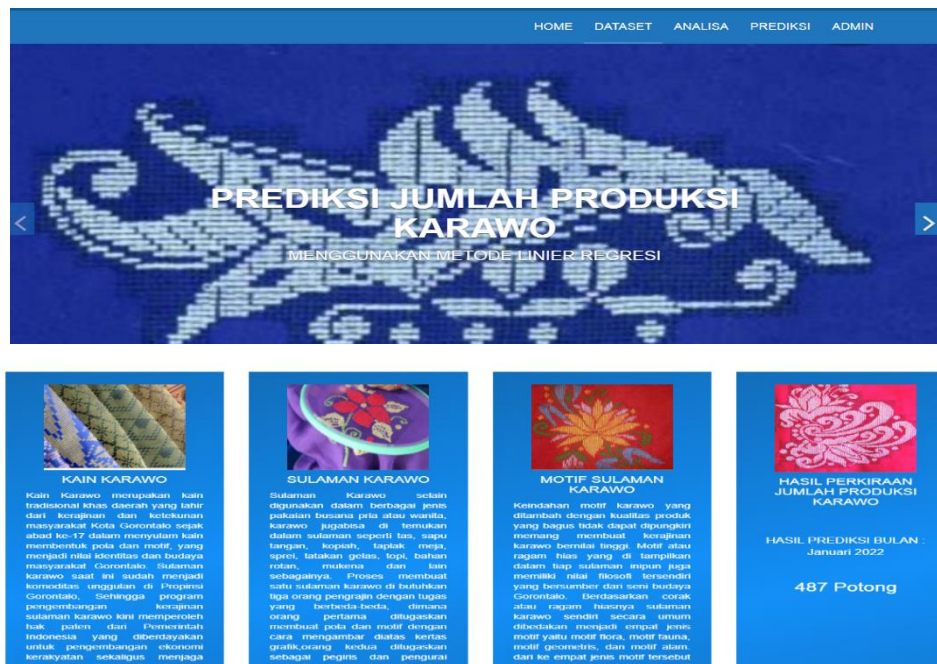 HOME DATASET ANALISA PREDIKSI ADMIN
PREDIKSI JUMLAH PRODUKSI
KARAWO
MENGGUNAKAN METODE LINIER REGRESI
KAIN KARAWO
Kain Karawo merupakan kain
tradisional khas daerah yang lahir
dari kerajinan dan ketekunan
masyarakat Kota Gorontalo sejak
abad ke-17 dalam menyulam kain
membentuk pola dan motif, yang
menjadi nilai identitas dan budaya
masyarakat Gorontalo. Sulaman
karawo saat ini sudah menjadi
komoditas unggulan di Propinsi
Gorontalo, Sehingga program
pengembangan kerajinan
sulaman karawo kini memperoleh
hak paten dari Pemerintah
Indonesia yang diberdayakan
untuk pengembangan ekonomi
kerakyatan sekaligus menjaga
SULAMAN KARAWO
Sulaman Karawo selain
digunakan dalam berbagai jenis
pakaian busana pria atau wanita,
karawo jugabisa di temukan
dalam sulaman seperti tas, sapu
tangan, kopiah, taplak meja,
sprei, tatakan gelas, topi, bahan
rotan, mukena dan lain
sebagainya. Proses membuat
satu sulaman karawo di butuhkan
tiga orang pengrajin dengan tugas
yang berbeda-beda, dimana
orang pertama ditugaskan
membuat pola dan motif dengan
cara mengambar diatas kertas
grafik,orang kedua ditugaskan
sebagai pegiris dan pengurai
MOTIF SULAMAN
KARAWO
Keindahan motif karawo yang
ditambah dengan kualitas produk
yang bagus tidak dapat dipungkiri
memang membuat kerajinan
karawo bernilai tinggi. Motif atau
ragam hias yang di tampilkan
dalam tiap sulaman inipun juga
memiliki nilai filosofi tersendiri
yang bersumber dari seni budaya
Gorontalo. Berdasarkan corak
atau ragam hiasnya sulaman
karawo sendiri secara umum
dibedakan menjadi empat jenis
motif yaitu motif flora, motif fauna,
motif geometris, dan motif alam.
dari ke empat jenis motif tersebut
HASIL PERKIRAAN
JUMLAH PRODUKSI
KARAWO
HASIL PREDIKSI BULAN :
Januari 2022
487 Potong